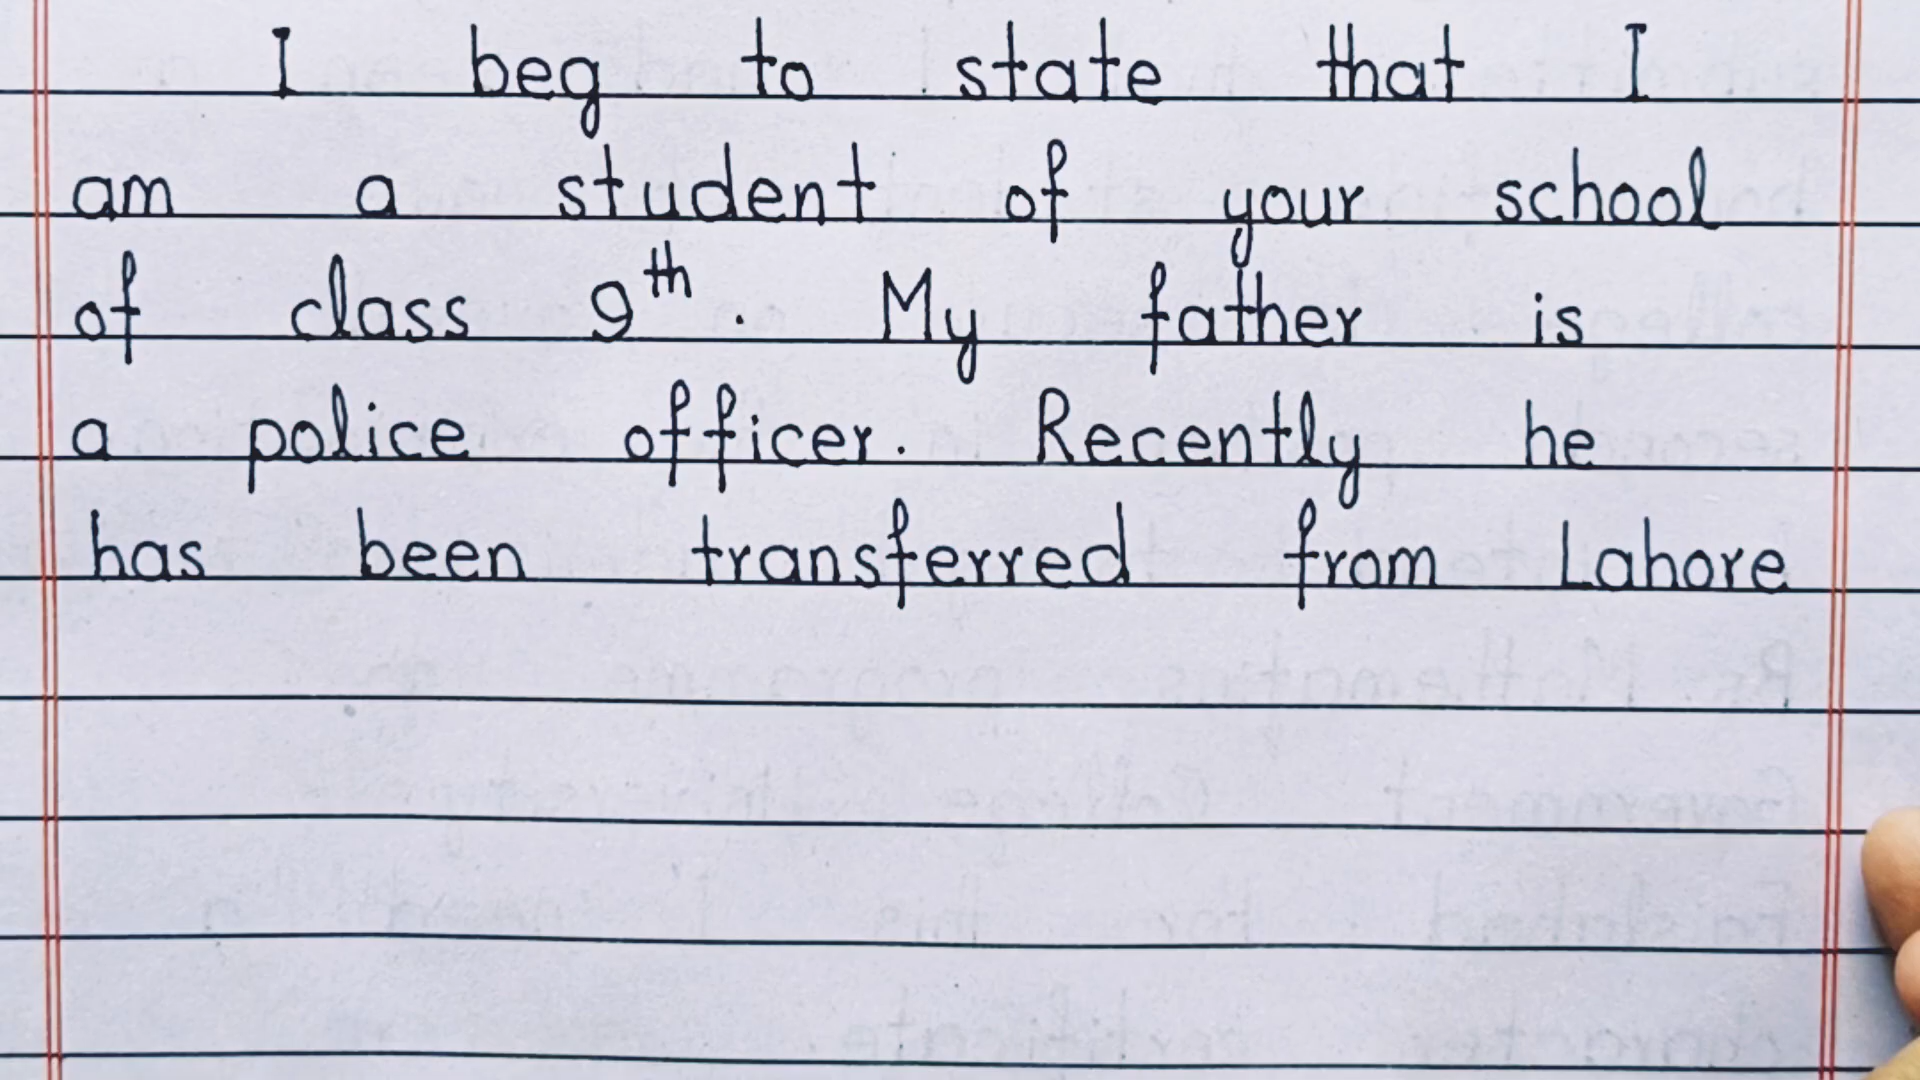 I beg to state that I
am a student of your school
of class 9th. My father is
a police officer. Recently he
has been transferred from Lahore